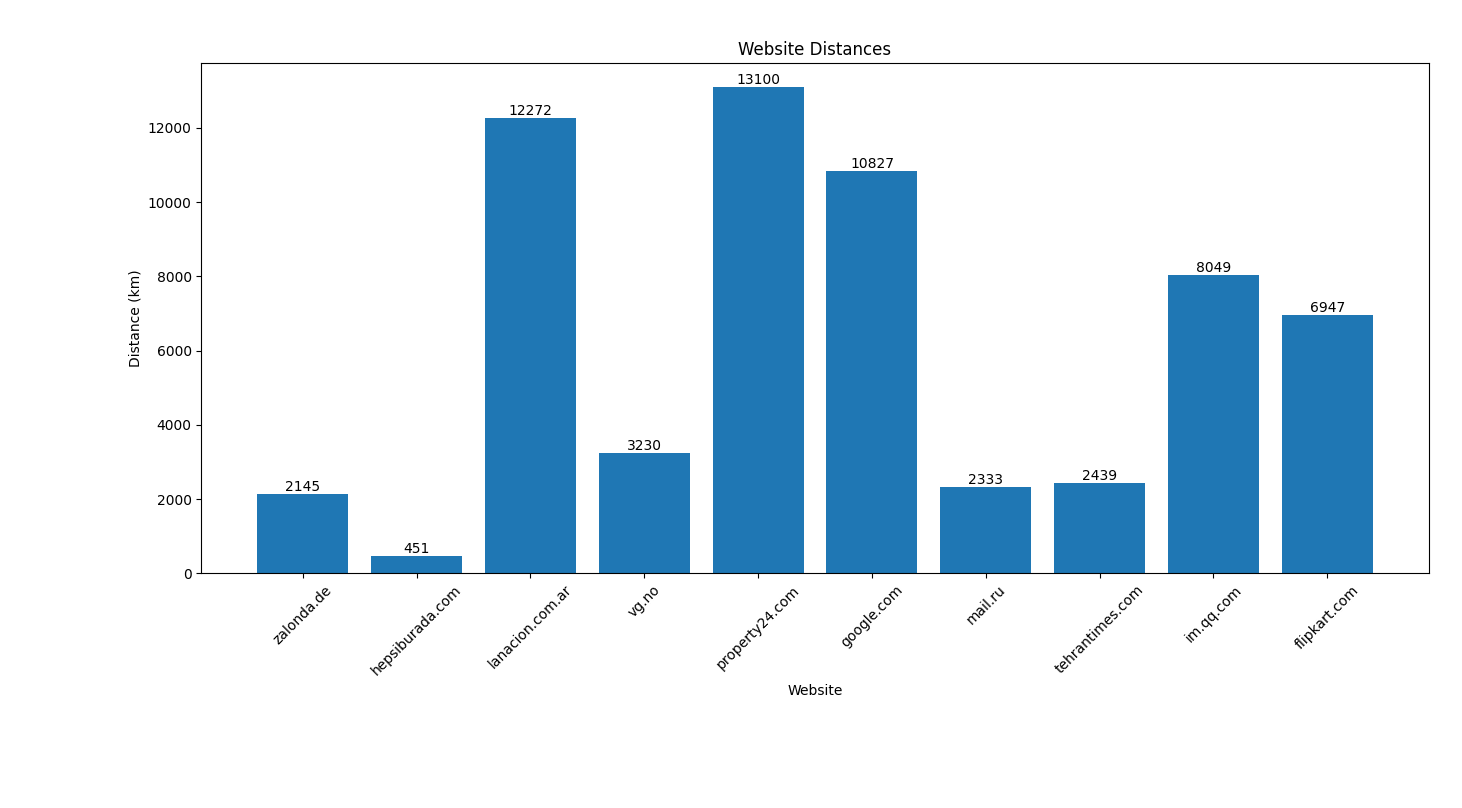 Website Distances
Distance (km)
12000
10000
8000
6000
4000
2000
0
2145
451
12272
3230
13100
10827
2333
2439
8049
6947
zalonda.de
hepsiburada.com
lanacion.com.ar
vg.no
property24.com
google.com
mail.ru
tehrantimes.com
im.qq.com
flipkart.com
Website